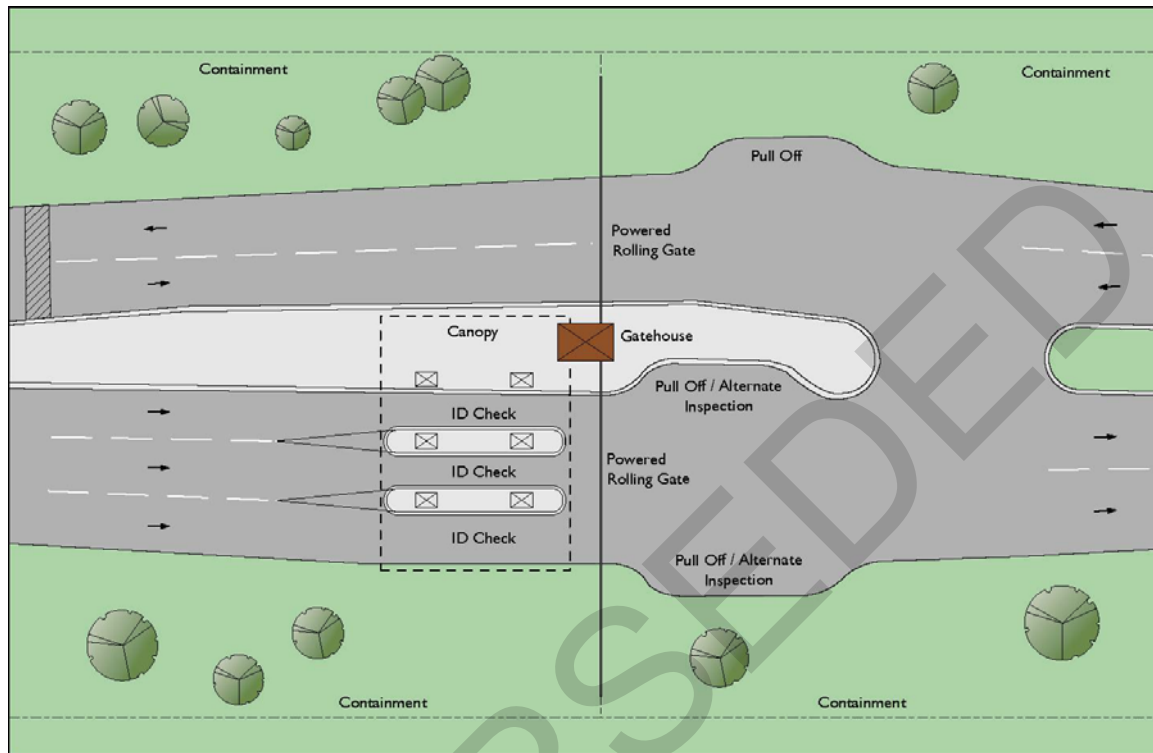 Containment
Containment
Pull Off
Powered
Rolling Gate
Canopy
Gatehouse
Pull Off / Alternate
Inspection
ID Check
ID Check
Powered
Rolling Gate
ID Check
Pull Off / Alternate
Inspection
Containment
Containment